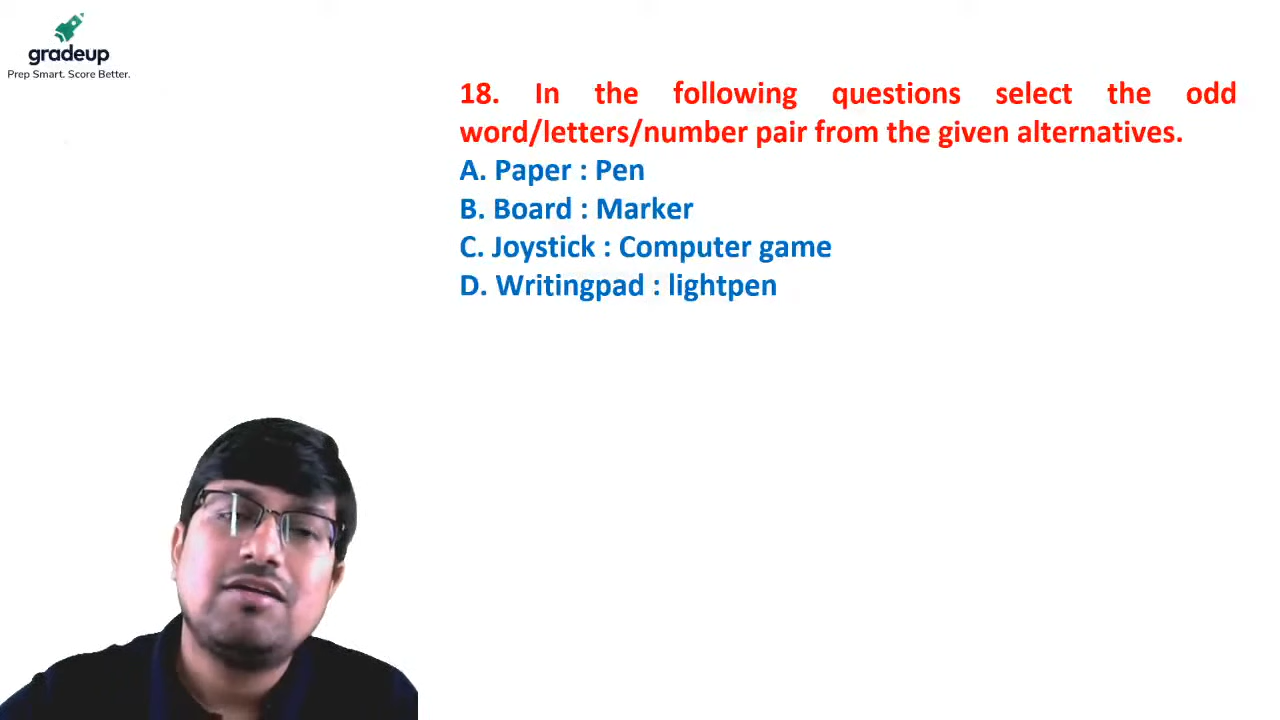 gradeup
Prep Smart. Score Better.
18. In the following questions select the odd
word/letters/number pair from the given alternatives.
A. Paper : Pen
B. Board : Marker
C. Joystick : Computer game
D. Writingpad : lightpen